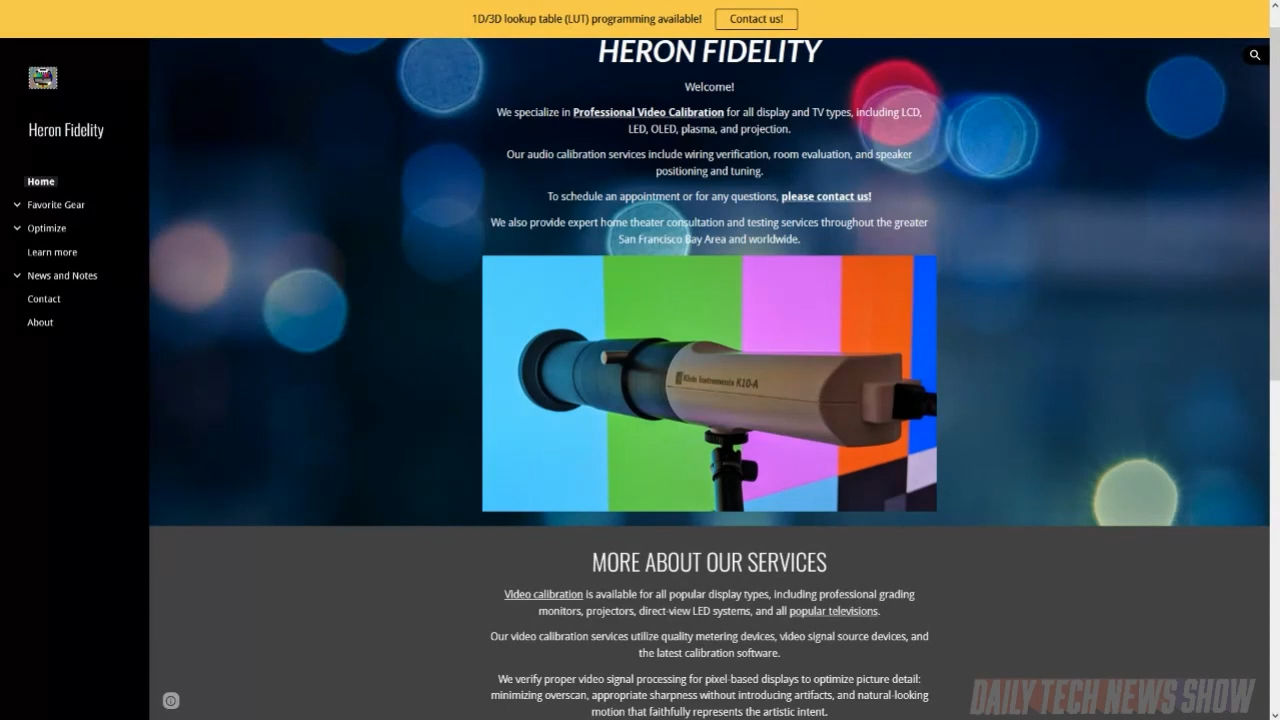 1D/3D lookup table (LUT) programming available!
Contact us!
Heron Fidelity
Home
Favorite Gear
Optimize
Learn more
News and Notes
Contact
About
HERON FIDELITY
Welcome!
We specialize in Professional Video Calibration for all display and TV types, including LCD,
LED, OLED, plasma, and projection.
Our audio calibration services include wiring verification, room evaluation, and speaker
positioning and tuning.
To schedule an appointment or for any questions, please contact us!
We also provide expert home theater consultation and testing services throughout the greater
San Francisco Bay Area and worldwide.
Klein Instruments K10-A
MORE ABOUT OUR SERVICES
Video calibration is available for all popular display types, including professional grading
monitors, projectors, direct-view LED systems, and all popular televisions.
Our video calibration services utilize quality metering devices, video signal source devices, and
the latest calibration software.
We verify proper video signal processing for pixel-based displays to optimize picture detail:
minimizing overscan, appropriate sharpness without introducing artifacts, and natural-looking
motion that faithfully represents the artistic intent.
DAILY TECH NEWS SHOW